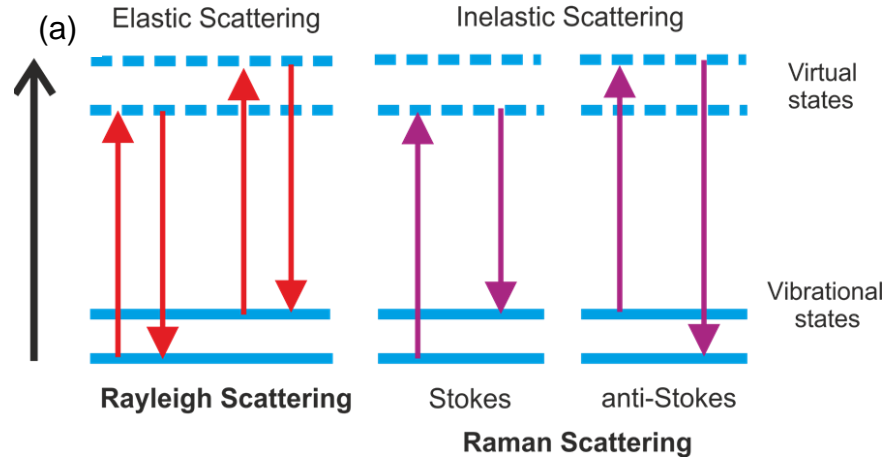 (a)
Elastic Scattering
Inelastic Scattering
Virtual
states
Vibrational
states
Rayleigh Scattering
Stokes
anti-Stokes
Raman Scattering